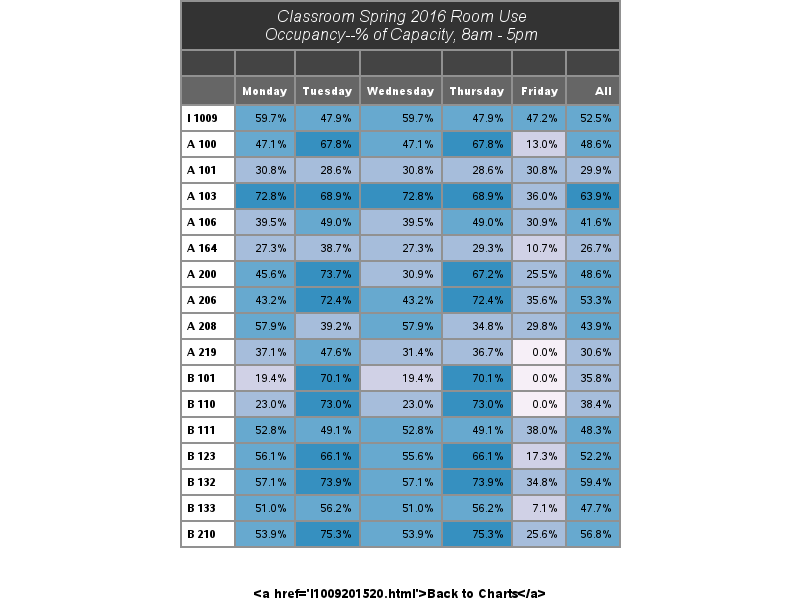 Classroom Spring 2016 Room Use
Occupancy--% of Capacity, 8am - 5pm
Monday Tuesday Wednesday Thursday Friday All
I 1009 59.7% 47.9% 59.7% 47.9% 47.2% 52.5%
A 100 47.1% 67.8% 47.1% 67.8% 13.0% 48.6%
A 101 30.8% 28.6% 30.8% 28.6% 30.8% 29.9%
A 103 72.8% 68.9% 72.8% 68.9% 36.0% 63.9%
A 106 39.5% 49.0% 39.5% 49.0% 30.9% 41.6%
A 164 27.3% 38.7% 27.3% 29.3% 10.7% 26.7%
A 200 45.6% 73.7% 30.9% 67.2% 25.5% 48.6%
A 206 43.2% 72.4% 43.2% 72.4% 35.6% 53.3%
A 208 57.9% 39.2% 57.9% 34.8% 29.8% 43.9%
A 219 37.1% 47.6% 31.4% 36.7% 0.0% 30.6%
B 101 19.4% 70.1% 19.4% 70.1% 0.0% 35.8%
B 110 23.0% 73.0% 23.0% 73.0% 0.0% 38.4%
B 111 52.8% 49.1% 52.8% 49.1% 38.0% 48.3%
B 123 56.1% 66.1% 55.6% 66.1% 17.3% 52.2%
B 132 57.1% 73.9% 57.1% 73.9% 34.8% 59.4%
B 133 51.0% 56.2% 51.0% 56.2% 7.1% 47.7%
B 210 53.9% 75.3% 53.9% 75.3% 25.6% 56.8%
<a href='I1009201520.html'>Back to Charts</a>